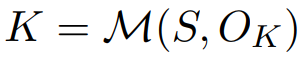 K = ℳ(S, O_K)